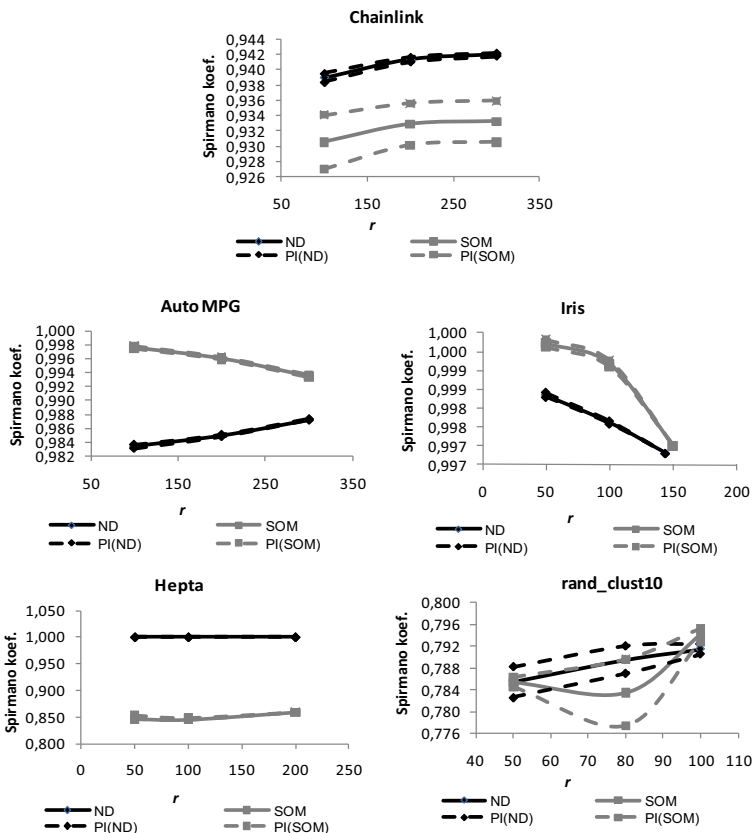 Chainlink
Spirmano koef.
0,944
0,942
0,940
0,938
0,936
0,934
0,932
0,930
0,928
0,926
50 150 250 350
r
ND SOM
PI(ND) PI(SOM)
Auto MPG
Spirmano koef.
1,000
0,998
0,996
0,994
0,992
0,990
0,988
0,986
0,984
0,982
50 150 250 350
r
ND SOM
PI(ND) PI(SOM)
Iris
Spirmano koef.
1,000
1,000
0,999
0,999
0,998
0,998
0,997
0,997
0 50 100 150 200
r
ND SOM
PI(ND) PI(SOM)
Hepta
Spirmano koef.
1,050
1,000
0,950
0,900
0,850
0,800
0 50 100 150 200 250
r
ND SOM
PI(ND) PI(SOM)
rand_clust10
Spirmano koef.
0,800
0,796
0,792
0,788
0,784
0,780
0,776
40 50 60 70 80 90 100 110
r
ND SOM
PI(ND) PI(SOM)